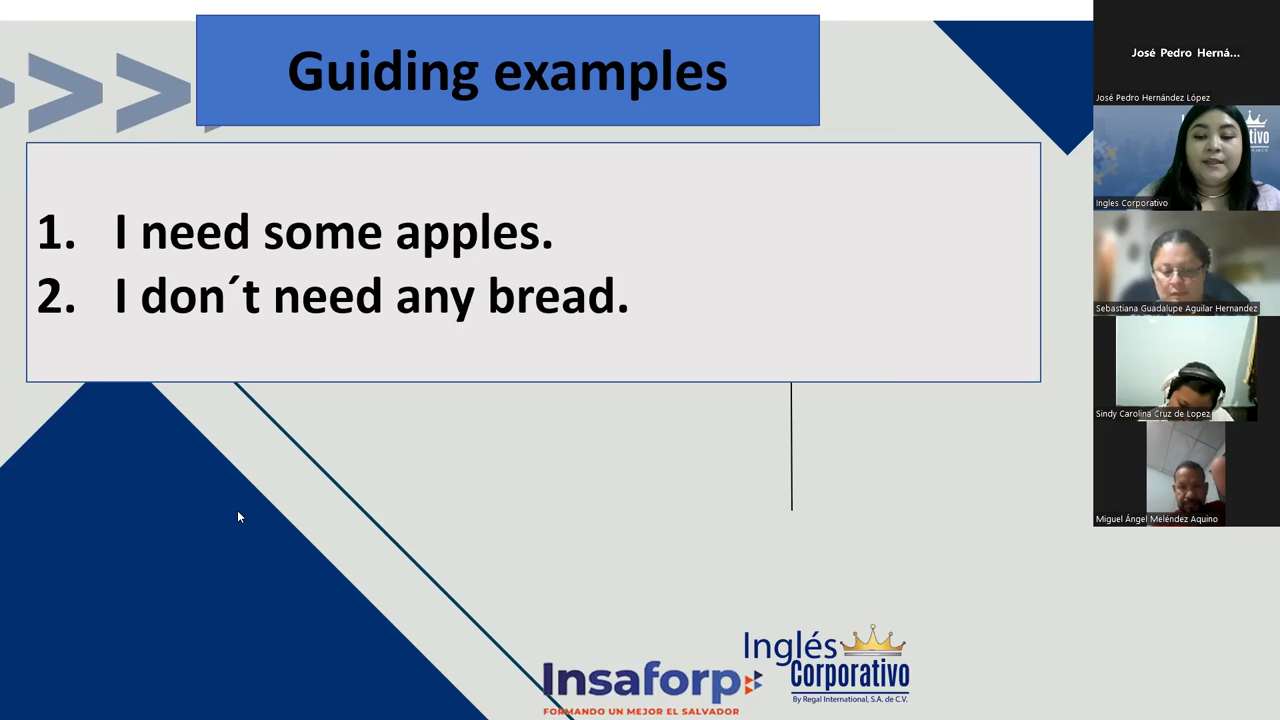 Guiding examples
1. I need some apples.
2. I don´t need any bread.
José Pedro Herná...
José Pedro Hernández López
Ingles Corporativo
Sebastiana Guadalupe Aguilar Hernandez
Sindy Carolina Cruz de Lopez
Miguel Ángel Meléndez Aquino
Insaforp
FORMANDO UN MEJOR EL SALVADOR
Inglés
Corporativo
By Regal International, S.A. de C.V.